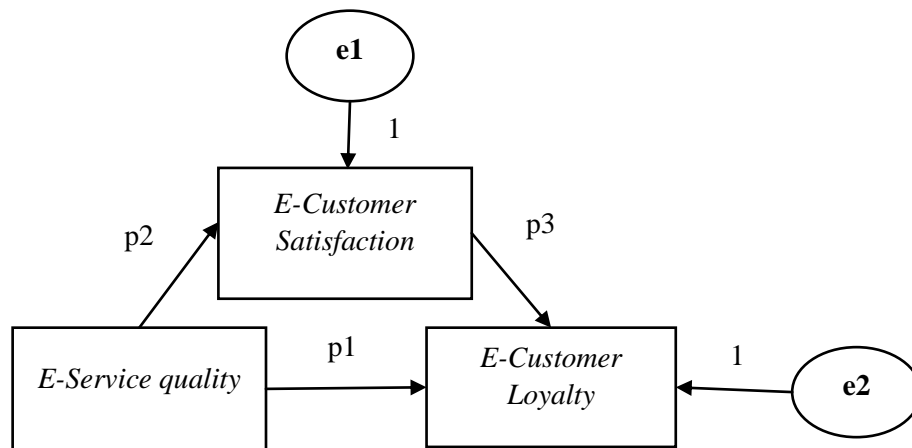 e1
1
E-Customer
Satisfaction
p2
p3
E-Service quality
p1
E-Customer
Loyalty
1
e2